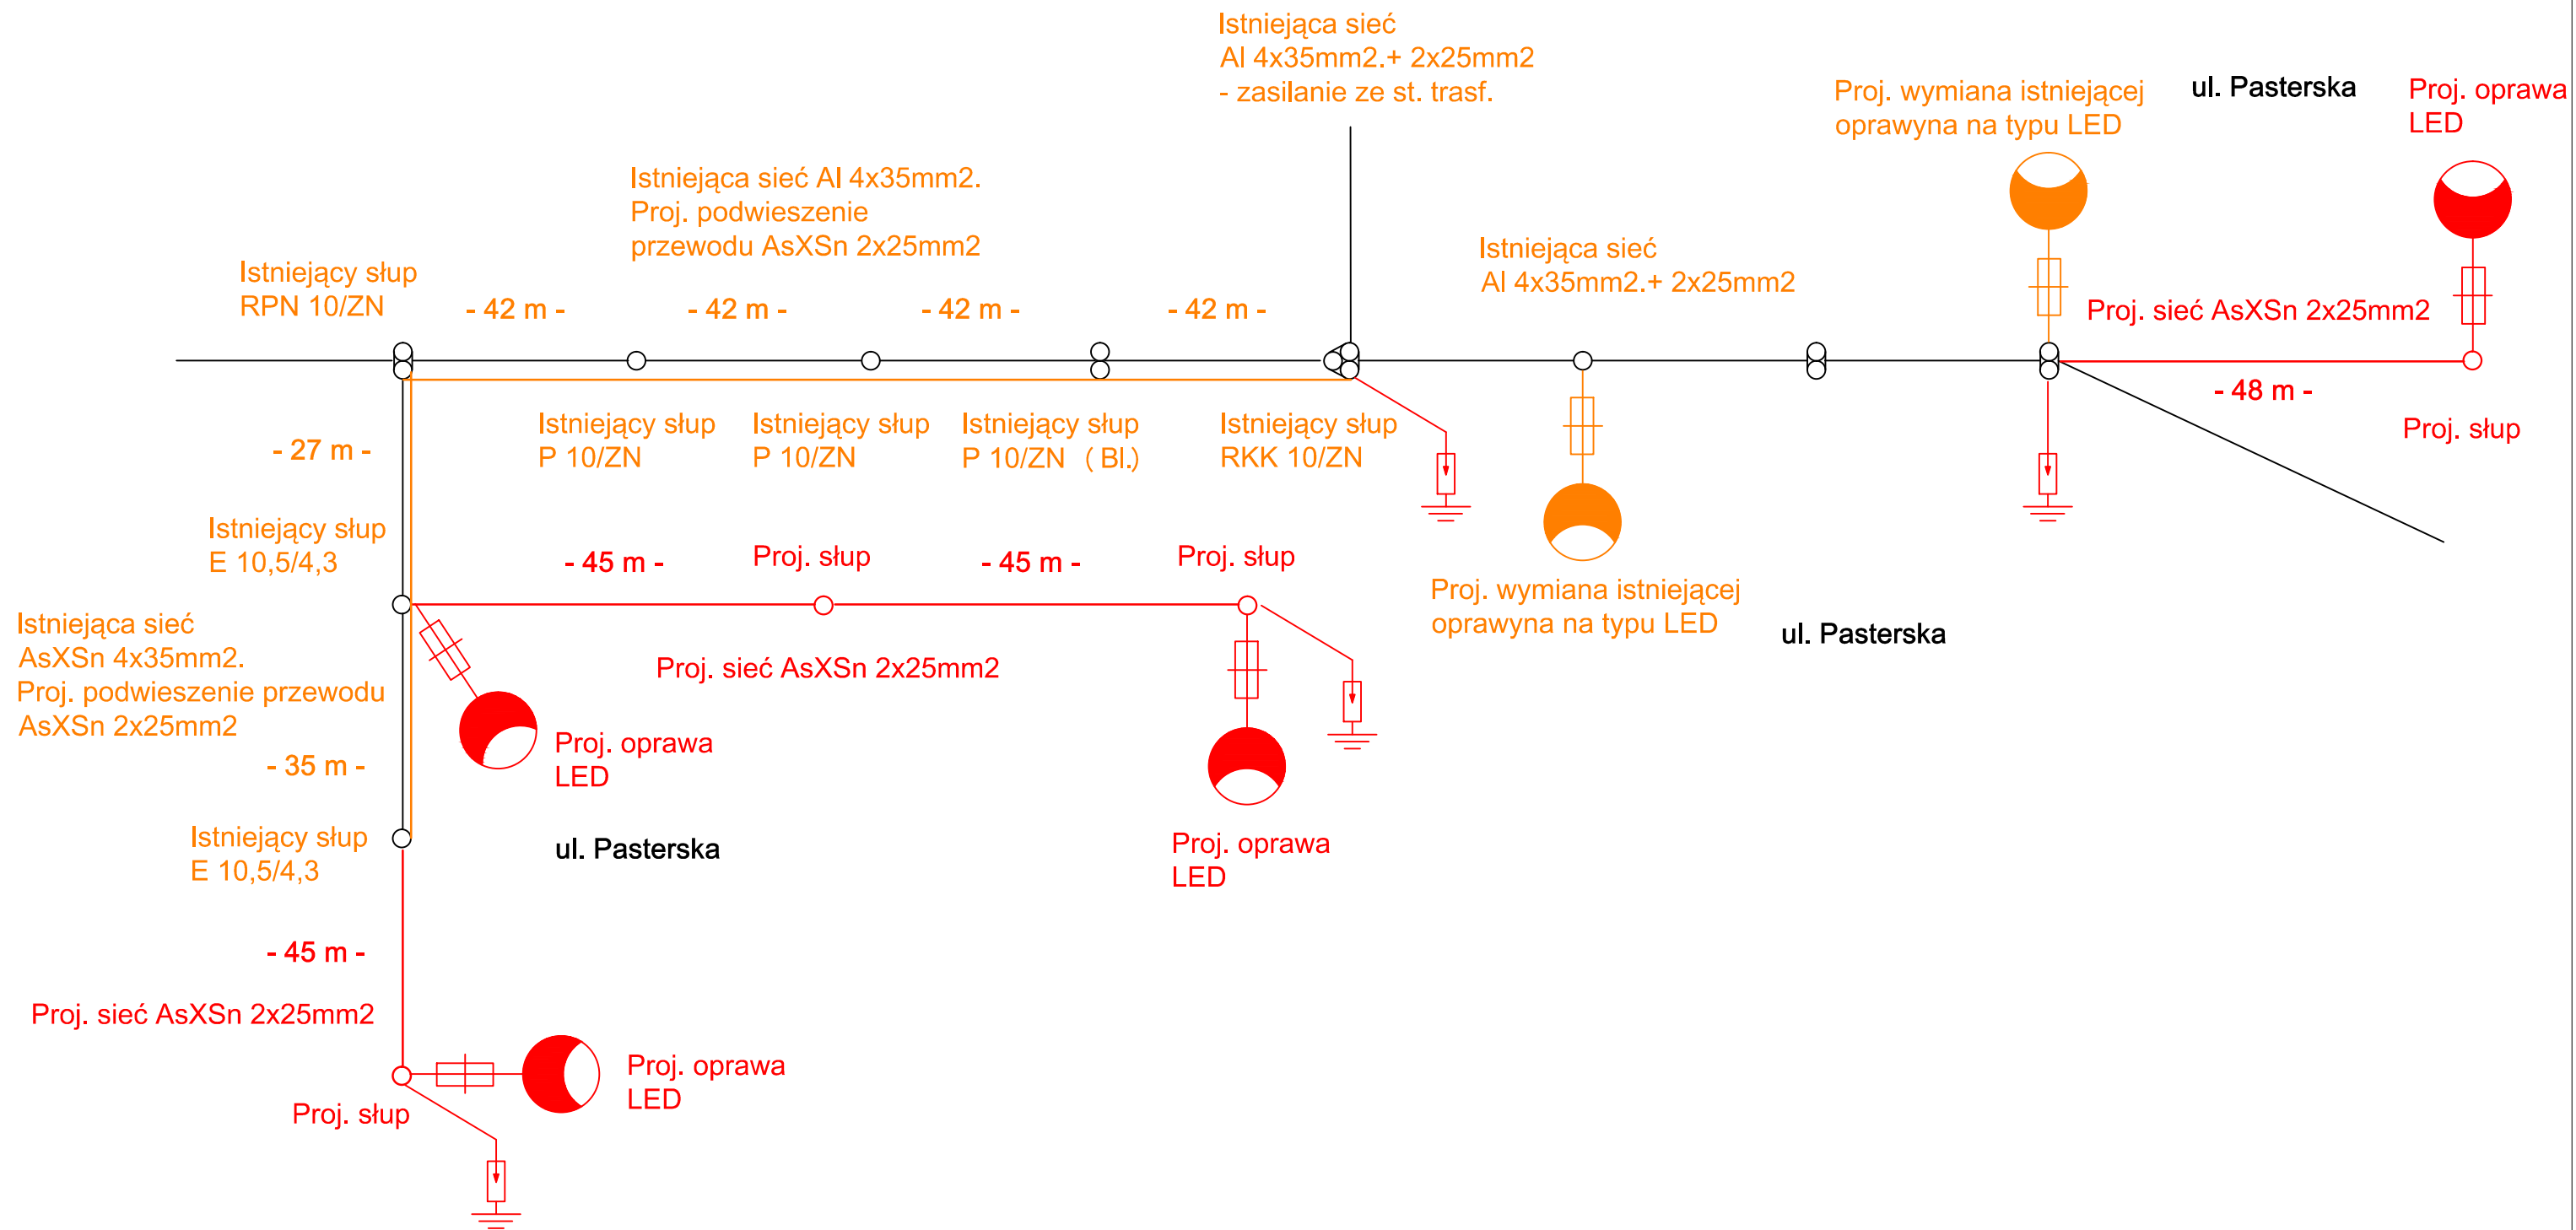 Istniejąca sieć
Al 4x35mm2.+ 2x25mm2
- zasilanie ze st. trasf.
Proj. wymiana istniejącej
oprawyna na typu LED
ul. Pasterska
Proj. oprawa
LED
Istniejąca sieć Al 4x35mm2.
Proj. podwieszenie
przewodu AsXSn 2x25mm2
Istniejąca sieć
Al 4x35mm2.+ 2x25mm2
Istniejący słup
RPN 10/ZN
- 42 m -
- 42 m -
- 42 m -
- 42 m -
Proj. sieć AsXSn 2x25mm2
- 48 m -
Proj. słup
- 27 m -
Istniejący słup
P 10/ZN
Istniejący słup
P 10/ZN
Istniejący słup
P 10/ZN ( Bl.)
Istniejący słup
RKK 10/ZN
Istniejący słup
E 10,5/4,3
- 45 m -
Proj. słup
- 45 m -
Proj. słup
Proj. wymiana istniejącej
oprawyna na typu LED
ul. Pasterska
Istniejąca sieć
AsXSn 4x35mm2.
Proj. podwieszenie przewodu
AsXSn 2x25mm2
Proj. sieć AsXSn 2x25mm2
- 35 m -
Proj. oprawa
LED
Istniejący słup
E 10,5/4,3
ul. Pasterska
Proj. oprawa
LED
- 45 m -
Proj. sieć AsXSn 2x25mm2
Proj. oprawa
LED
Proj. słup